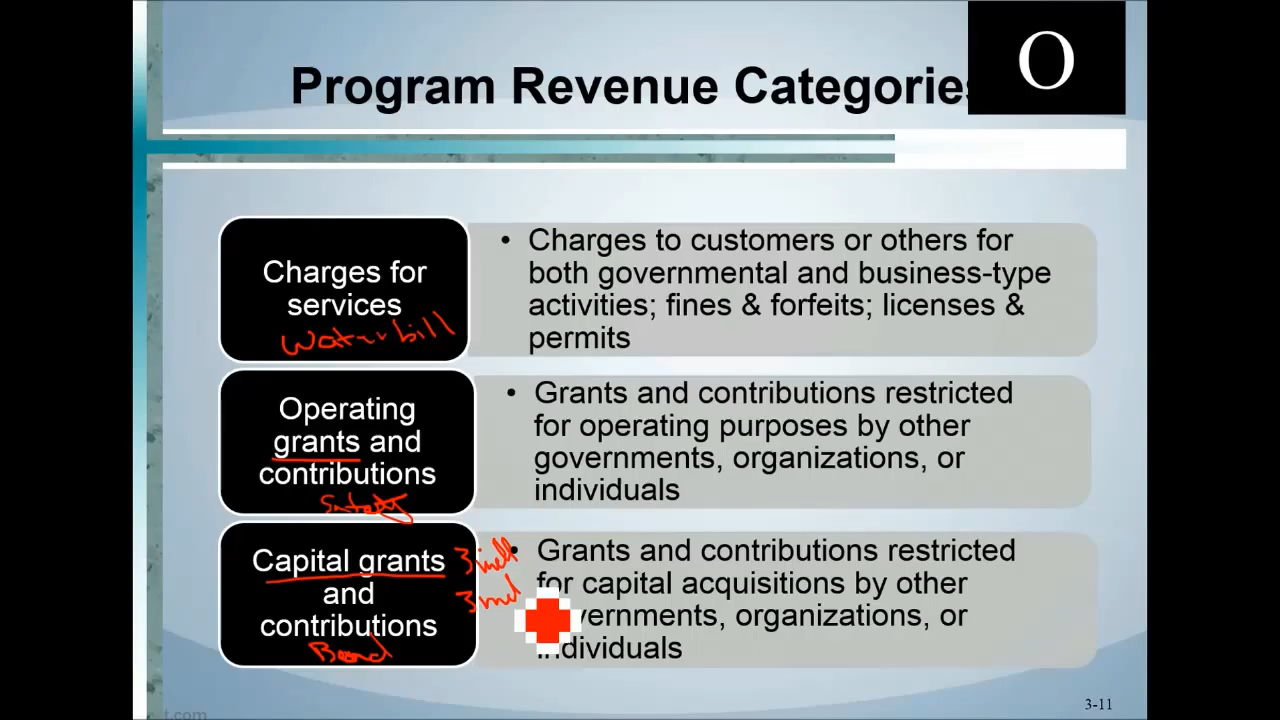 O
Program Revenue Categories
Charges for
services
Water bill
• Charges to customers or others for
both governmental and business-type
activities; fines & forfeits; licenses &
permits
Operating
grants and
contributions
• Grants and contributions restricted
for operating purposes by other
governments, organizations, or
individuals
Capital grants
and
contributions
• Grants and contributions restricted
for capital acquisitions by other
governments, organizations, or
individuals
3-11
t.com